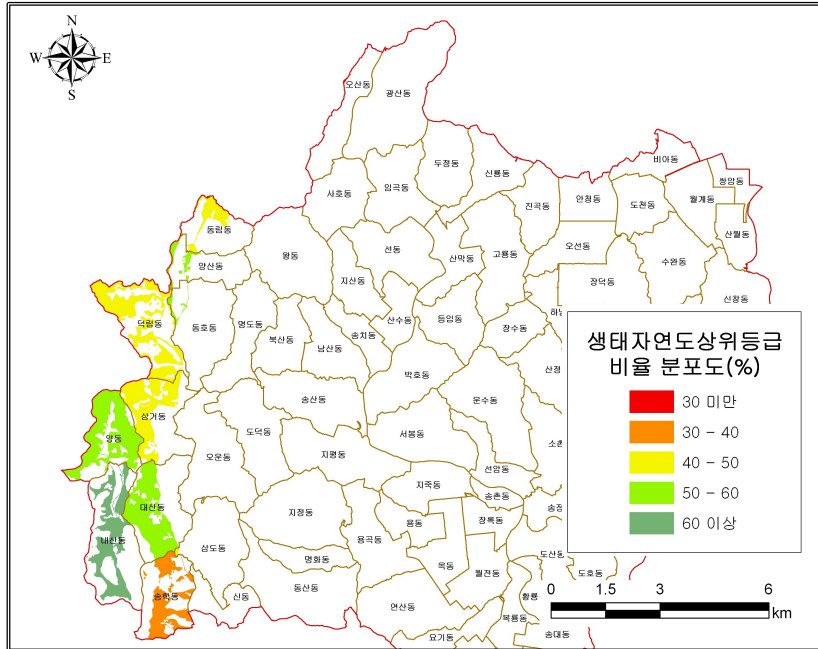 N
W
E
S
오산동
광산동
비아동
쌍암동
두정동
신룡동
사호동
임곡동
진곡동
안청동
도천동
월계동
동림동
산월동
선동
오선동
왕동
산막동
고룡동
수완동
양산동
지산동
장덕동
신창동
하남
덕림동
동호동
명도동
북산동
남산동
송치동
산수동
등임동
장수동
산정
박호동
송산동
운수동
삼거동
도덕동
서봉동
양동
오운동
지평동
소촌
선암동
지죽동
송촌동
대산동
지정동
용동
장록동
송정
내산동
삼도동
용곡동
도산동
명화동
옥동
월전동
도호동
송학동
신동
동산동
황룡
연산동
복룡동
요기동
송대동
생태자연도상위등급
비율 분포도(%)
30 미만
30 - 40
40 - 50
50 - 60
60 이상
0 1.5 3 6
km